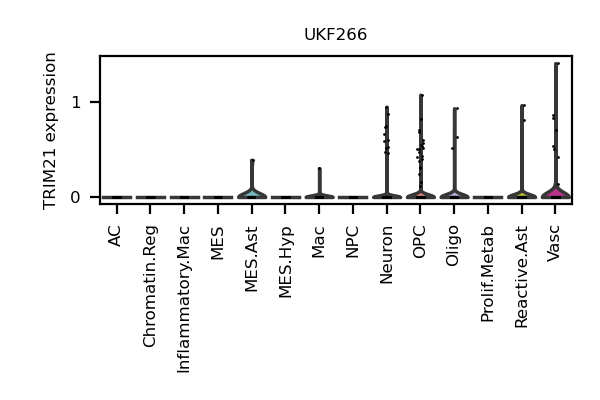 UKF266
TRIM21 expression
1
0
AC
Chromatin.Reg
Inflammatory.Mac
MES
MES.Ast
MES.Hyp
Mac
NPC
Neuron
OPC
Oligo
Prolif.Metab
Reactive.Ast
Vasc